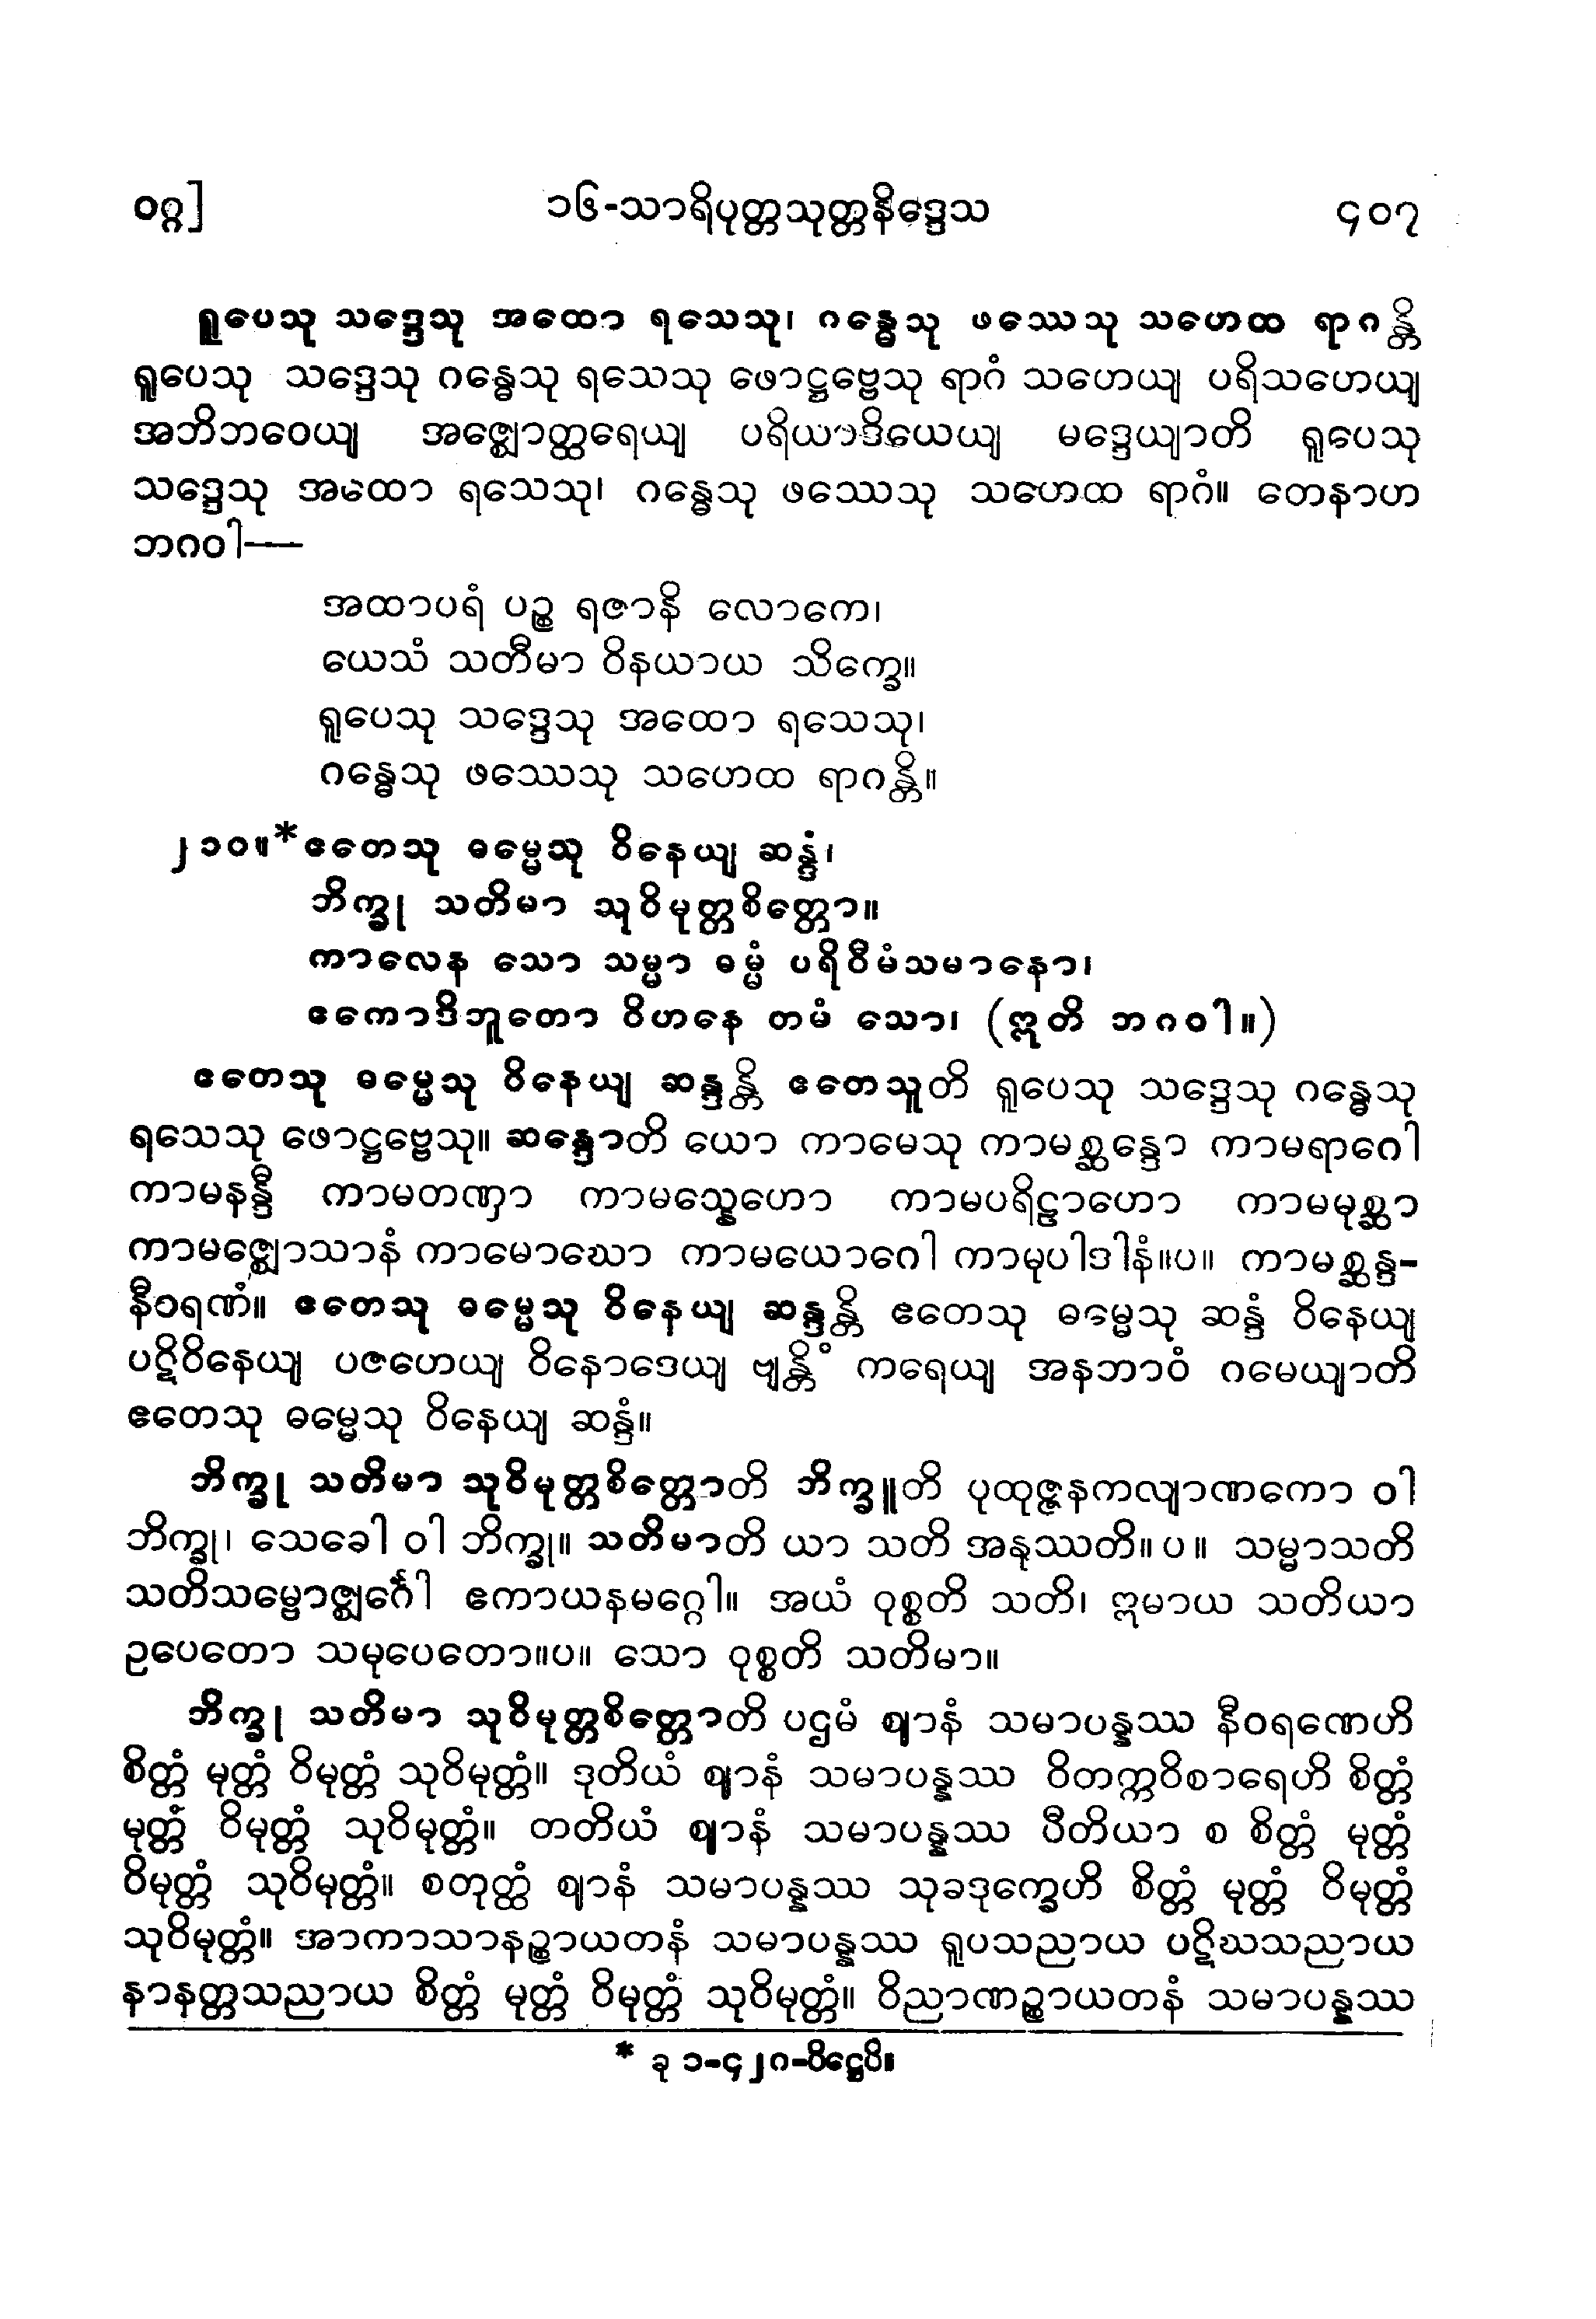 ဝဂ္ဂ]
၁၆-သာရိပုတ္တသုတ္တနိဒ္ဒေသ
၄၀၇
ရူပေသု သဒ္ဒေသု အထော ရသေသု၊ ဂန္ဓေသု ဖဿေသု သဟေထ ရာဂန္တိ
ရူပေသု သဒ္ဒေသု ဂန္ဓေသု ရသေသု ဖောဋ္ဌဗ္ဗေသု ရာဂံ သဟေယျ ပရိသဟေယျ
အဘိဘဝေယျ အဇ္ဈောတ္ထရေယျ ပရိယာဒိယေယျ မဒ္ဒေယျာတိ ရူပေသု
သဒ္ဒေသု အထော ရသေသု၊ ဂန္ဓေသု ဖဿေသု သဟေထ ရာဂံ။ တေနာဟ
ဘဂဝါ—
အထာပရံ ပဉ္စ ရဇာနိ လောကေ၊
ယေသံ သတီမာ ဝိနယာယ သိက္ခေ။
ရူပေသု သဒ္ဒေသု အထော ရသေသု၊
ဂန္ဓေသု ဖဿေသု သဟေထ ရာဂန္တိ။
၂၁၀။*ဧတေသု ဓမ္မေသု ဝိနေယျ ဆန္ဒံ၊
ဘိက္ခု သတိမာ သုဝိမုတ္တစိတ္တော။
ကာလေန သော သမ္မာ ဓမ္မံ ပရိဝီမံသမာနော၊
ဧကောဒိဘူတော ဝိဟနေ တမံ သော၊ (ဣတိ ဘဂဝါ။)
ဧတေသု ဓမ္မေသု ဝိနေယျ ဆန္ဒန္တိ ဧတေသူတိ ရူပေသု သဒ္ဒေသု ဂန္ဓေသု
ရသေသု ဖောဋ္ဌဗ္ဗေသု။ ဆန္ဒောတိ ယော ကာမေသု ကာမစ္ဆန္ဒော ကာမရာဂေါ
ကာမနန္ဒီ ကာမတဏှာ ကာမသ္နေဟော ကာမပရိဠာဟော ကာမမုစ္ဆာ
ကာမဇ္ဈောသာနံ ကာမောဃော ကာမယောဂေါ ကာမုပါဒါနံ။ပ။ ကာမစ္ဆန္ဒ-
နီဝရဏံ။ ဧတေသု ဓမ္မေသု ဝိနေယျ ဆန္ဒန္တိ ဧတေသု ဓမ္မေသု ဆန္ဒံ ဝိနေယျ
ပဋိဝိနေယျ ပဇဟေယျ ဝိနောဒေယျ ဗျန္တိံ ကရေယျ အနဘာဝံ ဂမေယျာတိ
ဧတေသု ဓမ္မေသု ဝိနေယျ ဆန္ဒံ။
ဘိက္ခု သတိမာ သုဝိမုတ္တစိတ္တောတိ ဘိက္ခူတိ ပုထုဇ္ဇနကလျာဏကော ဝါ
ဘိက္ခု၊ သေခေါ ဝါ ဘိက္ခု။ သတိမာတိ ယာ သတိ အနုဿတိ။ပ။ သမ္မာသတိ
သတိသမ္ဗောဇ္ဈင်္ဂေါ ဧကာယနမဂ္ဂေါ။ အယံ ဝုစ္စတိ သတိ၊ ဣမာယ သတိယာ
ဥပေတော သမုပေတော။ပ။ သော ဝုစ္စတိ သတိမာ။
ဘိက္ခု သတိမာ သုဝိမုတ္တစိတ္တောတိ ပဌမံ ဈာနံ သမာပန္နဿ နီဝရဏေဟိ
စိတ္တံ မုတ္တံ ဝိမုတ္တံ သုဝိမုတ္တံ။ ဒုတိယံ ဈာနံ သမာပန္နဿ ဝိတက္ကဝိစာရေဟိ စိတ္တံ
မုတ္တံ ဝိမုတ္တံ သုဝိမုတ္တံ။ တတိယံ ဈာနံ သမာပန္နဿ ပီတိယာ စ စိတ္တံ မုတ္တံ
ဝိမုတ္တံ သုဝိမုတ္တံ။ စတုတ္ထံ ဈာနံ သမာပန္နဿ သုခဒုက္ခေဟိ စိတ္တံ မုတ္တံ ဝိမုတ္တံ
သုဝိမုတ္တံ။ အာကာသာနဉ္စာယတနံ သမာပန္နဿ ရူပသညာယ ပဋိဃသညာယ
နာနတ္တသညာယ စိတ္တံ မုတ္တံ ဝိမုတ္တံ သုဝိမုတ္တံ။ ဝိညာဏဉ္စာယတနံ သမာပန္နဿ
* ခု ၁-၄၂၈-ပိဋ္ဌေပိ။